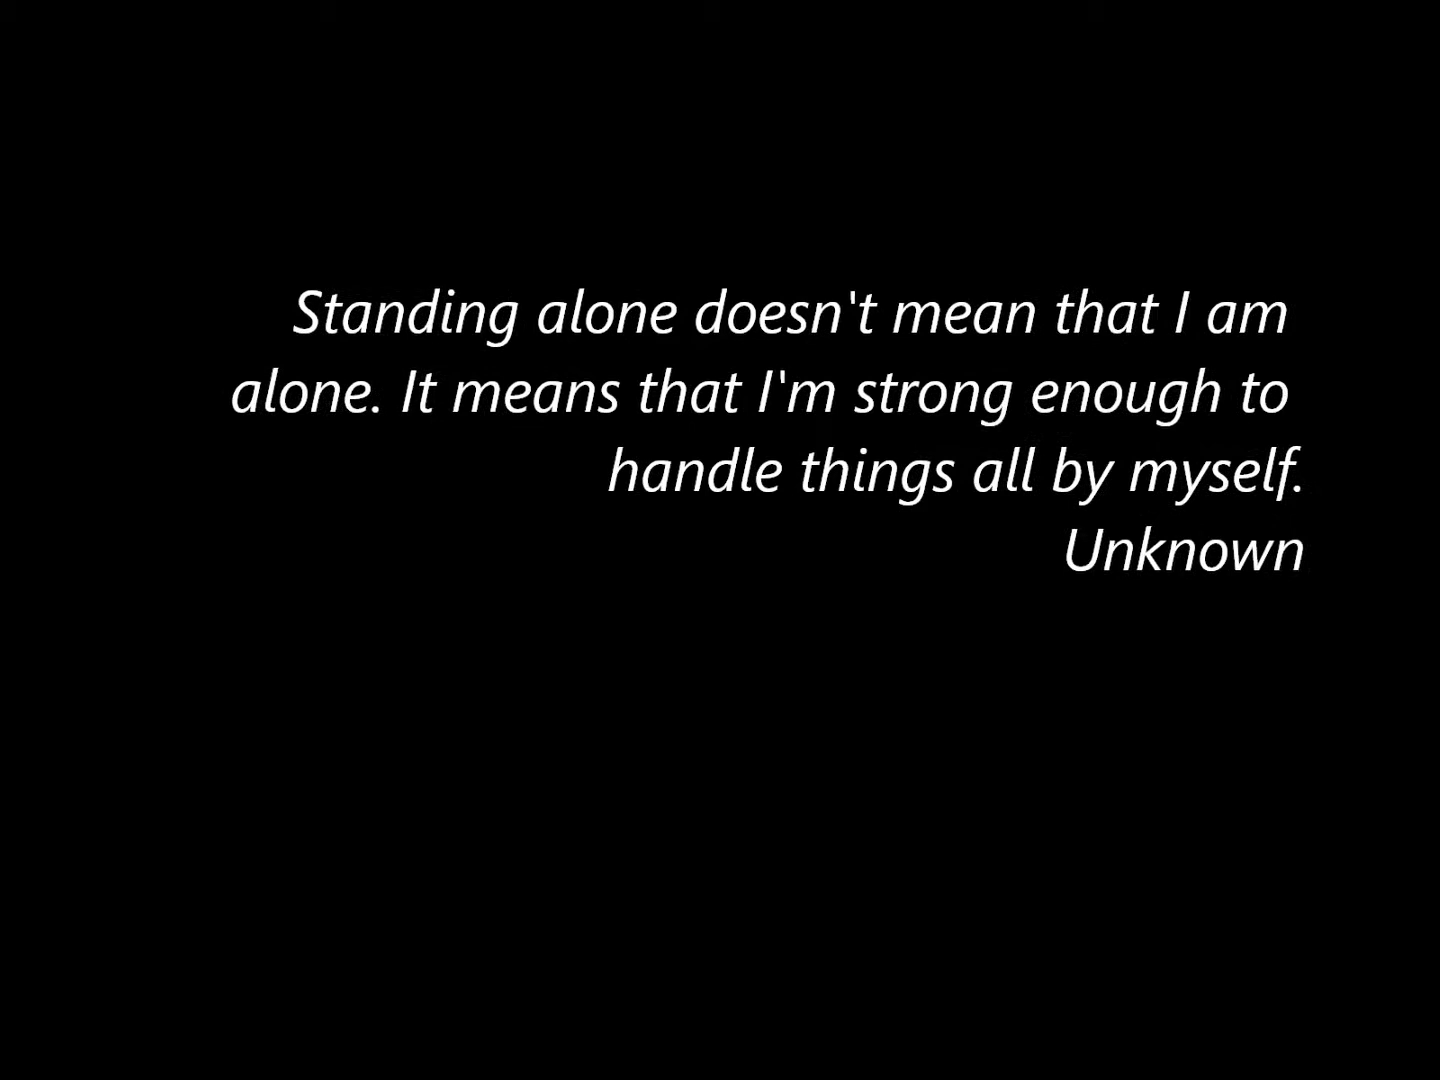 Standing alone doesn't mean that I am
alone. It means that I'm strong enough to
handle things all by myself.
Unknown